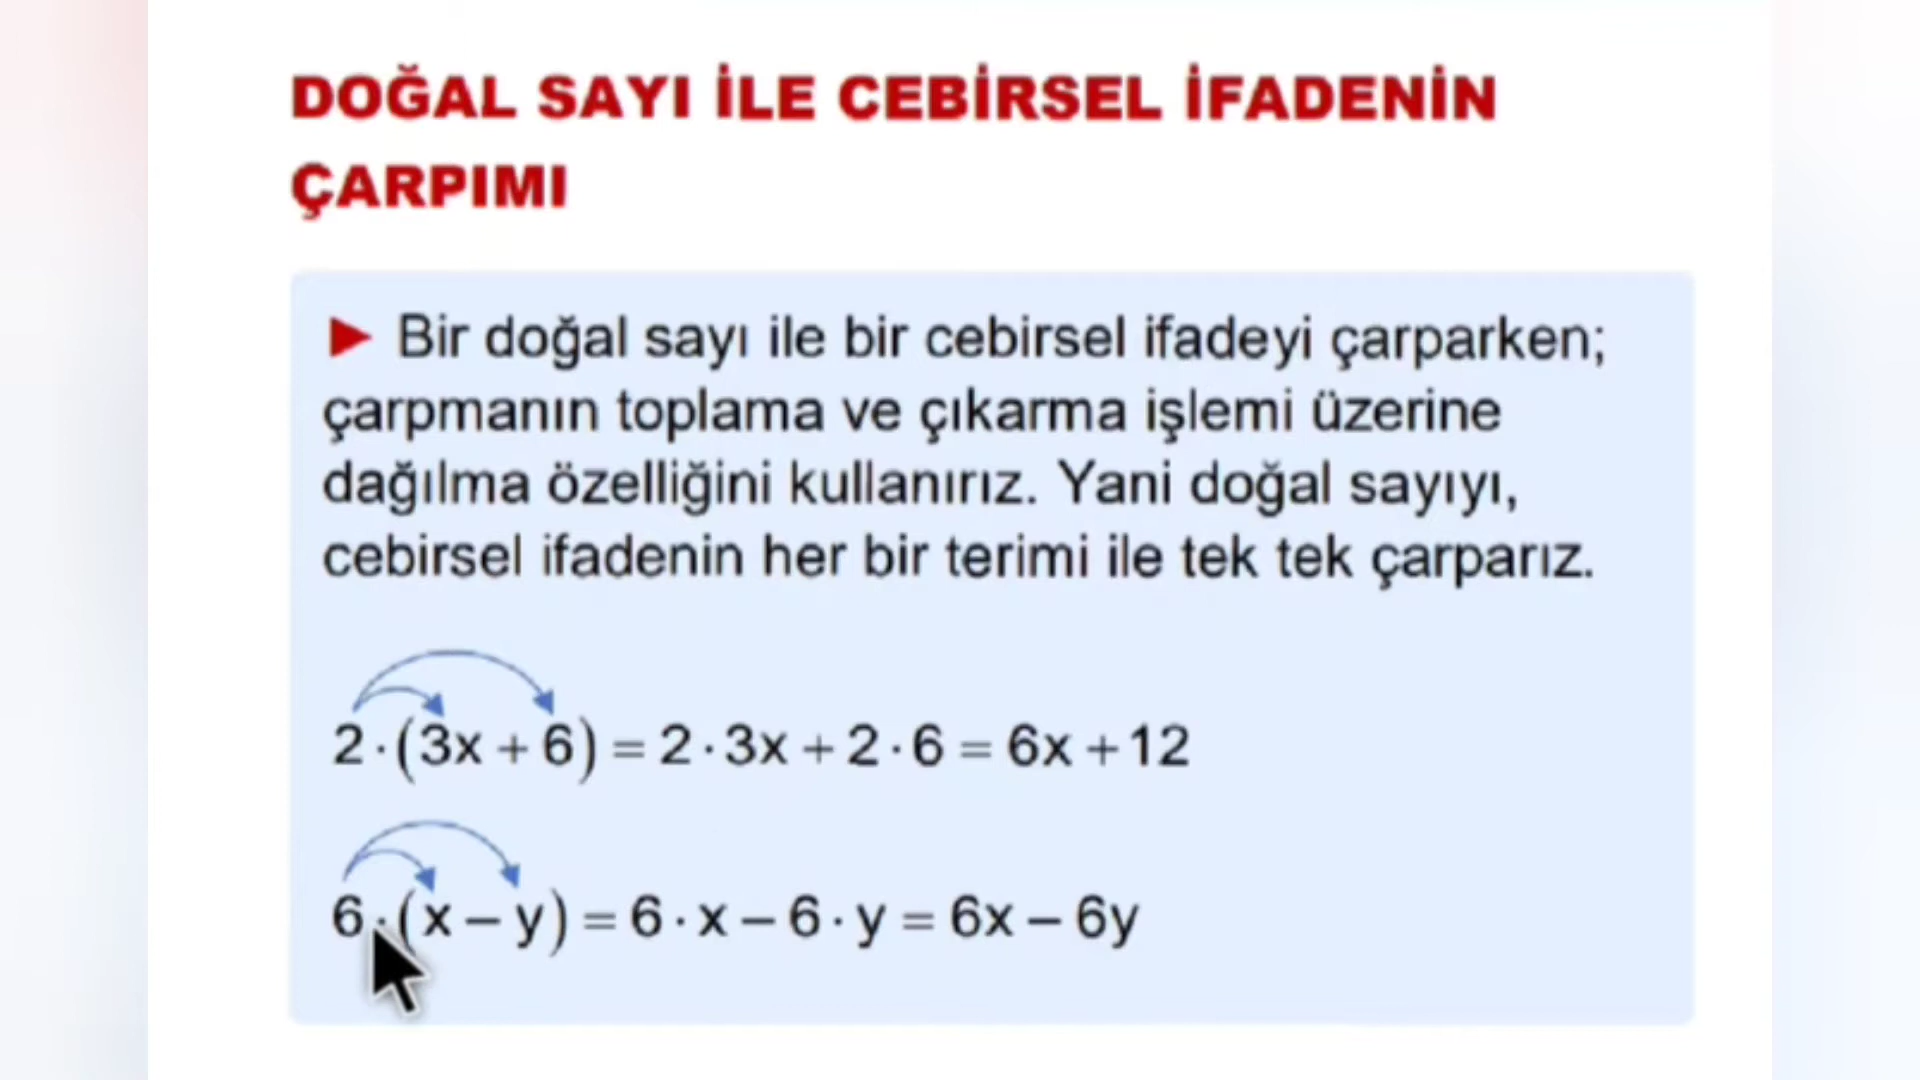 DOĞAL SAYI İLE CEBİRSEL İFADENİN
ÇARPIMI
► Bir doğal sayı ile bir cebirsel ifadeyi çarparken;
çarpmanın toplama ve çıkarma işlemi üzerine
dağılma özelliğini kullanırız. Yani doğal sayıyı,
cebirsel ifadenin her bir terimi ile tek tek çarparız.
2·(3x + 6) = 2·3x + 2·6 = 6x + 12
6·(x − y) = 6·x − 6·y = 6x − 6y